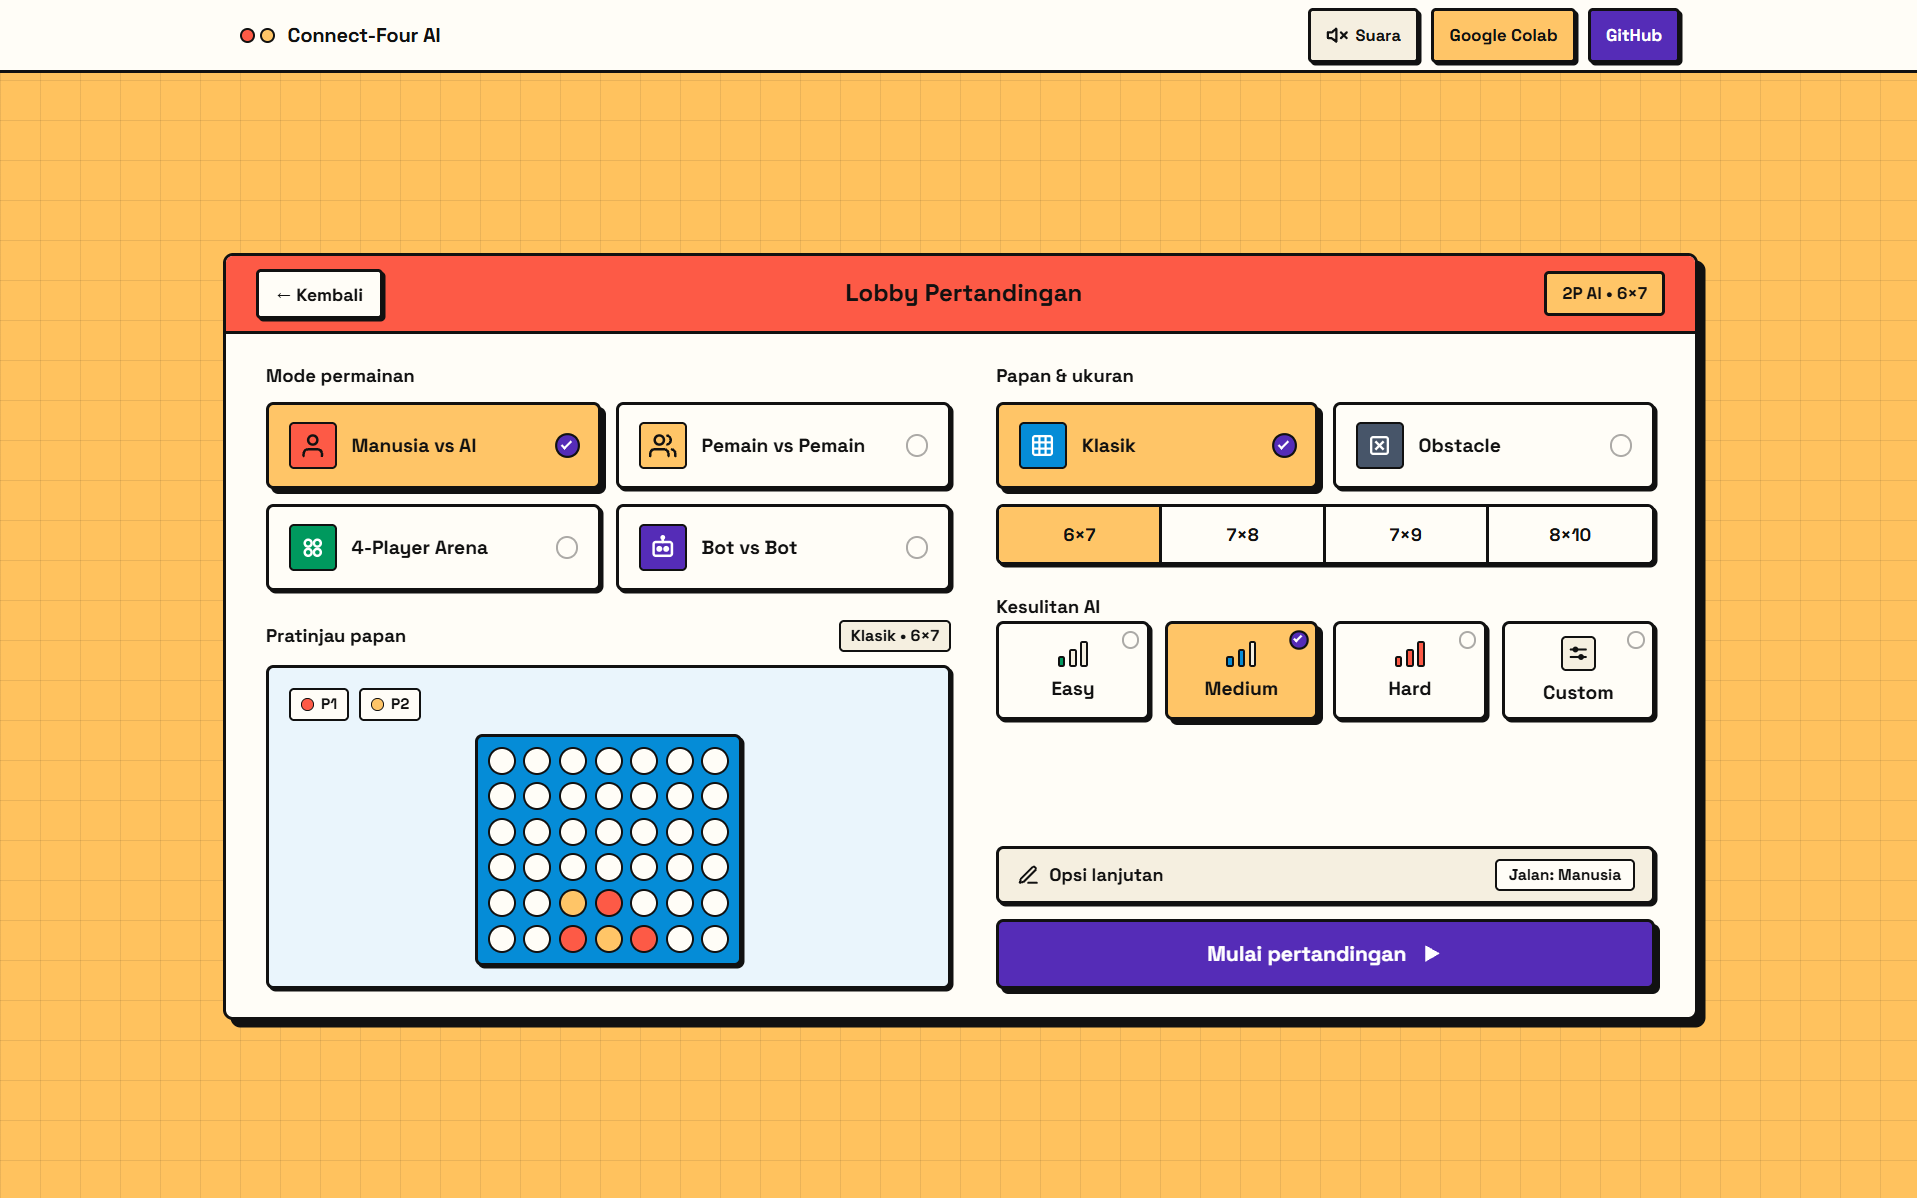 Connect-Four AI
Suara
Google Colab
GitHub
← Kembali
Lobby Pertandingan
2P AI • 6×7
Mode permainan
Manusia vs AI
Pemain vs Pemain
4-Player Arena
Bot vs Bot
Pratinjau papan
Klasik • 6×7
P1
P2
Papan & ukuran
Klasik
Obstacle
6×7
7×8
7×9
8×10
Kesulitan AI
Easy
Medium
Hard
Custom
Opsi lanjutan
Jalan: Manusia
Mulai pertandingan